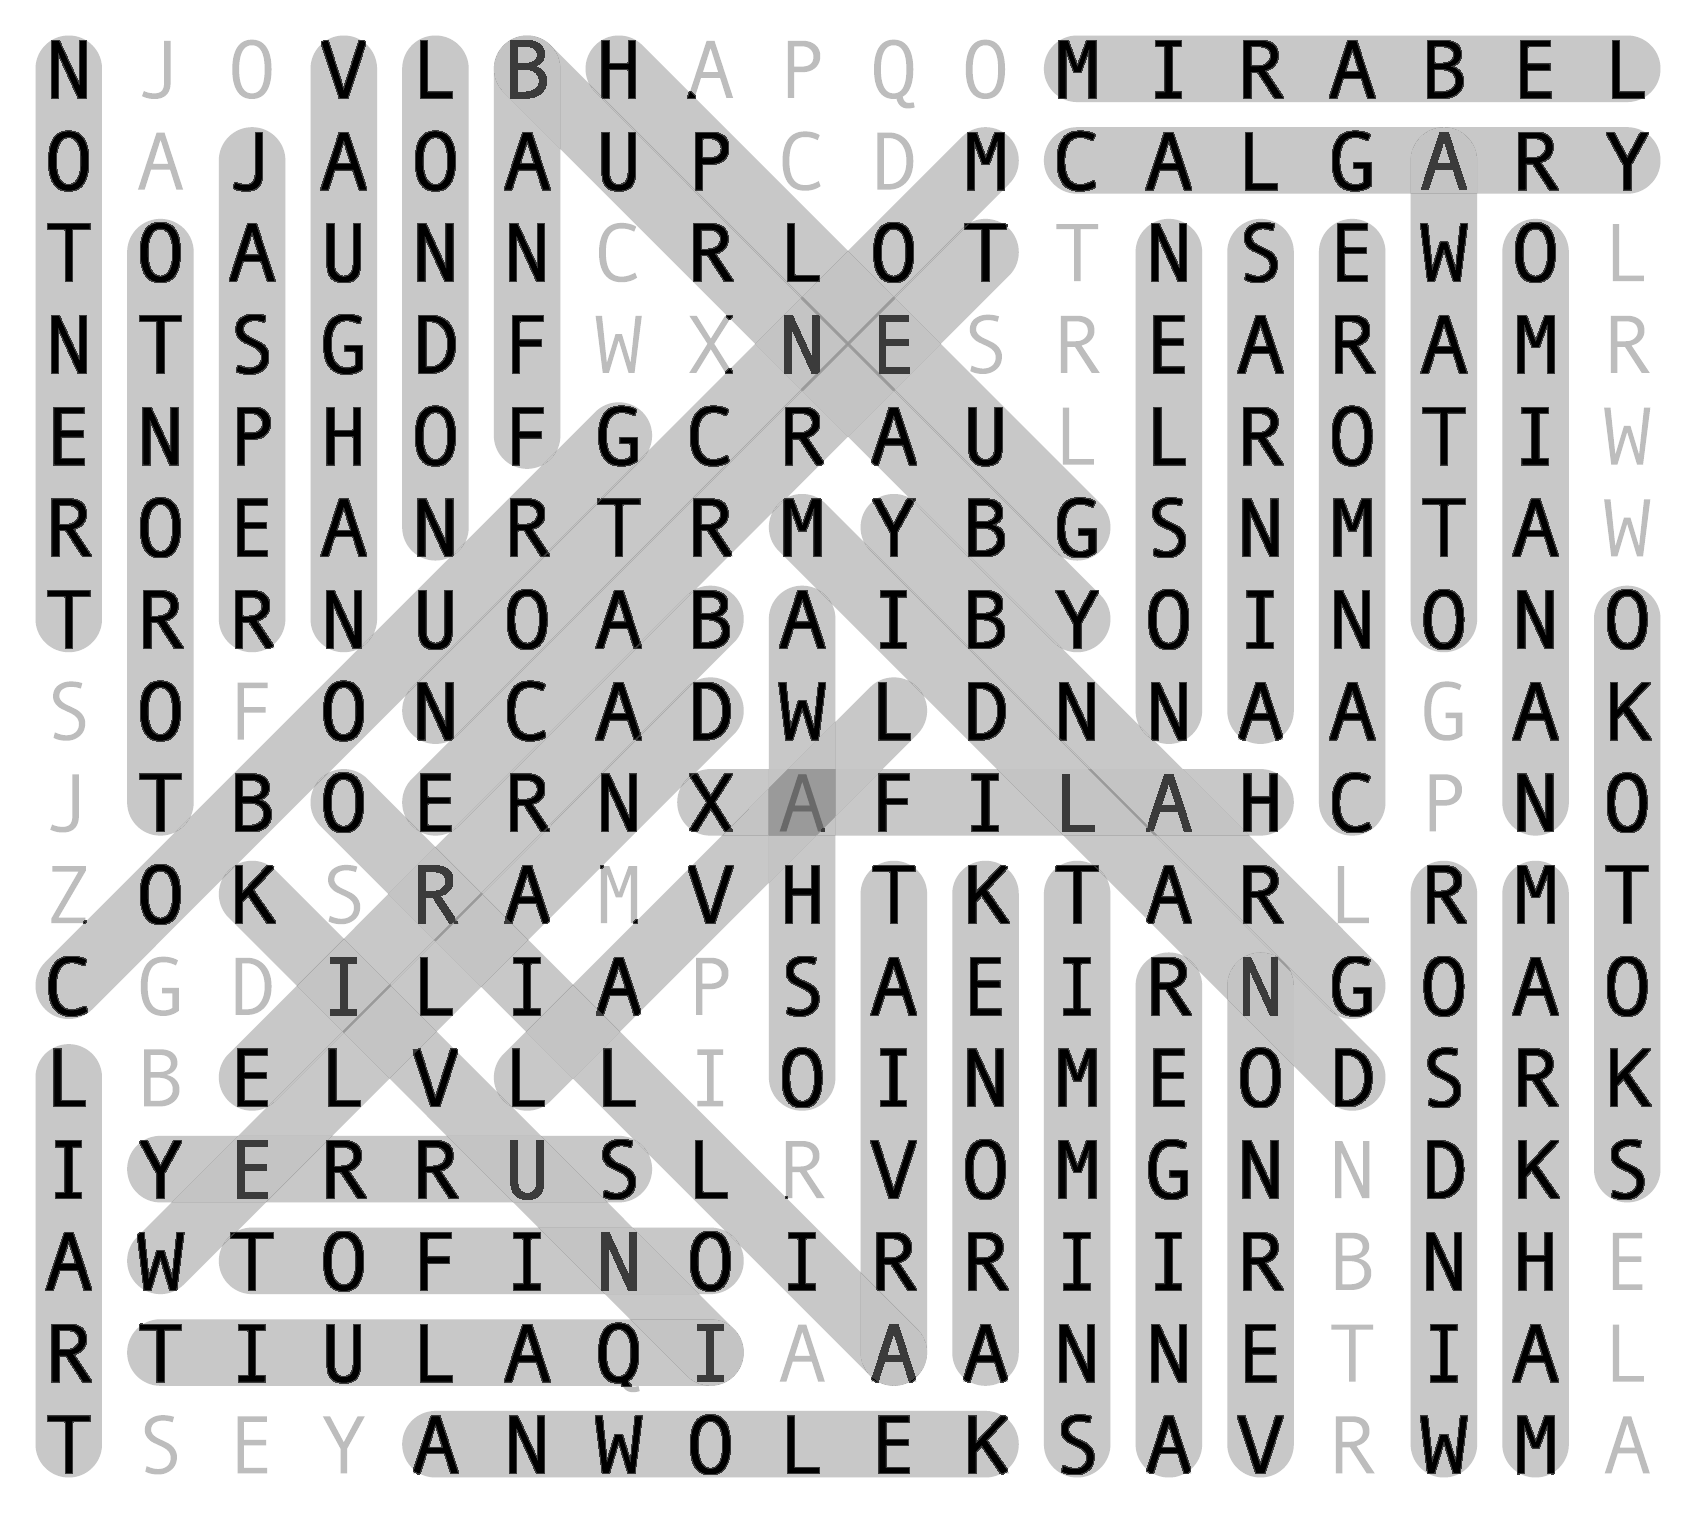 N J O V L B H A P Q O M I R A B E L
O A J A O A U P C D M C A L G A R Y
T O A U N N C R L O T T N S E W O L
N T S G D F W X N E S R E A R A M R
E N P H O F G C R A U L L R O T I W
R O E A N R T R M Y B G S N M T A W
T R R N U O A B A I B Y O I N O N O
S O F O N C A D W L D N N A A G A K
J T B O E R N X A F I L A H C P N O
Z O K S R A M V H T K T A R L R M T
C G D I L I A P S A E I R N G O A O
L B E L V L L I O I N M E O D S R K
I Y E R R U S L R V O M G N N D K S
A W T O F I N O I R R I I R B N H E
R T I U L A Q I A A A N N E T I A L
T S E Y A N W O L E K S A V R W M A